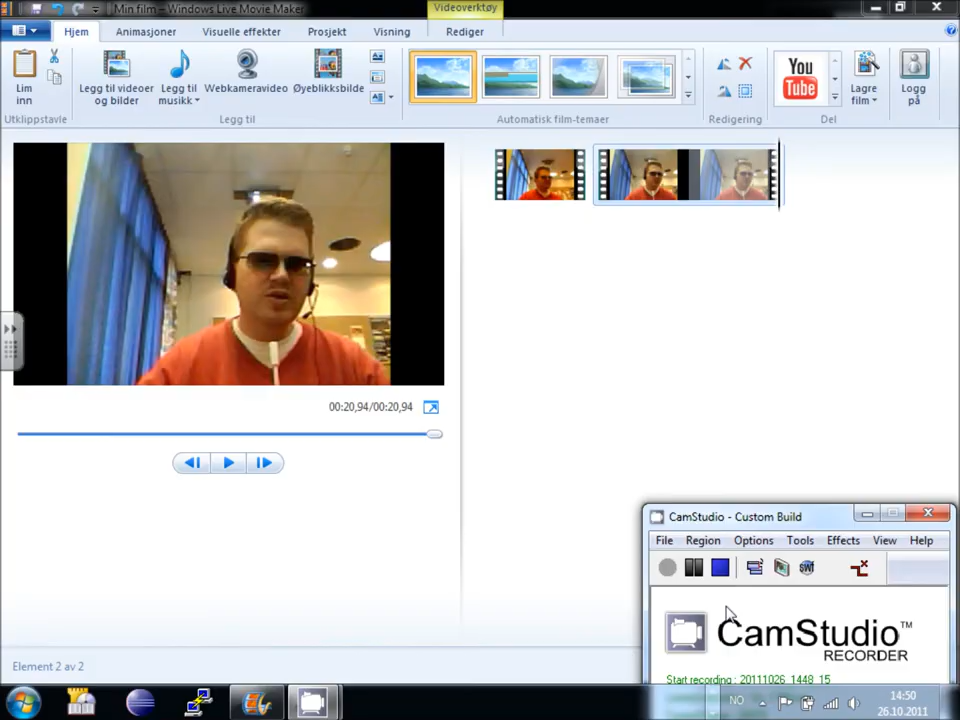 Min film - Windows Live Movie Maker
Videoverktøy
Hjem
Animasjoner
Visuelle effekter
Prosjekt
Visning
Rediger
Lim
inn
Legg til videoer
og bilder
Legg til
musikk
Webkameravideo
Øyeblikksbilde
You
Tube
Lagre
film
Logg
på
Utklippstavle
Legg til
Automatisk film-temaer
Redigering
Del
00:20,94/00:20,94
CamStudio - Custom Build
File Region Options Tools Effects View Help
CamStudio™
RECORDER
Start recording : 20111026_1448_15
Element 2 av 2
NO
14:50
26.10.2011